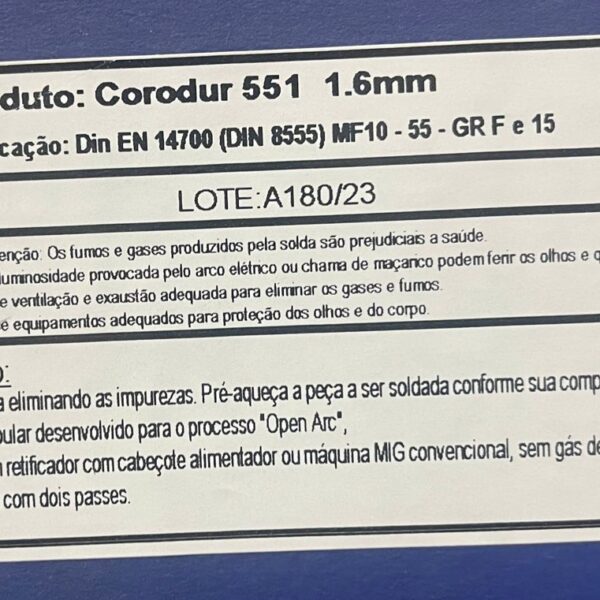 duto: Corodur 551 1.6mm
cação: Din EN 14700 (DIN 8555) MF10 - 55 - GR F e 15
LOTE:A180/23
enção: Os fumos e gases produzidos pela solda são prejudiciais a saúde.
luminosidade provocada pelo arco elétrico ou chama de maçarico podem ferir os olhos e q
e ventilação e exaustão adequada para eliminar os gases e fumos.
e equipamentos adequados para proteção dos olhos e do corpo.
O:
a eliminando as impurezas. Pré-aqueça a peça a ser soldada conforme sua comp
bular desenvolvido para o processo "Open Arc",
retificador com cabeçote alimentador ou máquina MIG convencional, sem gás de
com dois passes.